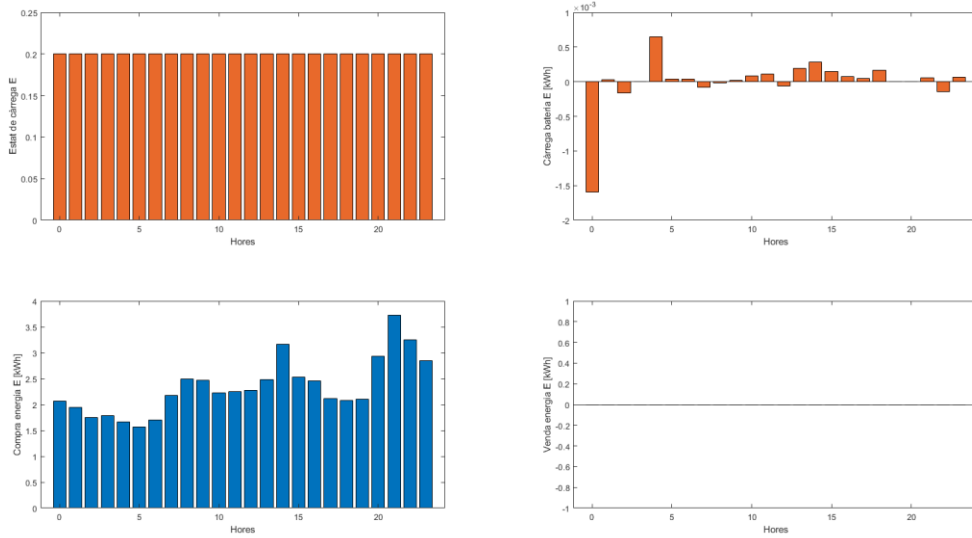 Estat de càrrega E
0.25
0.2
0.15
0.1
0.05
0
0 5 10 15 20
Hores
Càrrega bateria E [kWh]
×10⁻³
1
0.5
0
-0.5
-1
-1.5
-2
0 5 10 15 20
Hores
Compra energia E [kWh]
4
3.5
3
2.5
2
1.5
1
0.5
0
0 5 10 15 20
Hores
Venda energia E [kWh]
1
0.8
0.6
0.4
0.2
0
-0.2
-0.4
-0.6
-0.8
-1
0 5 10 15 20
Hores